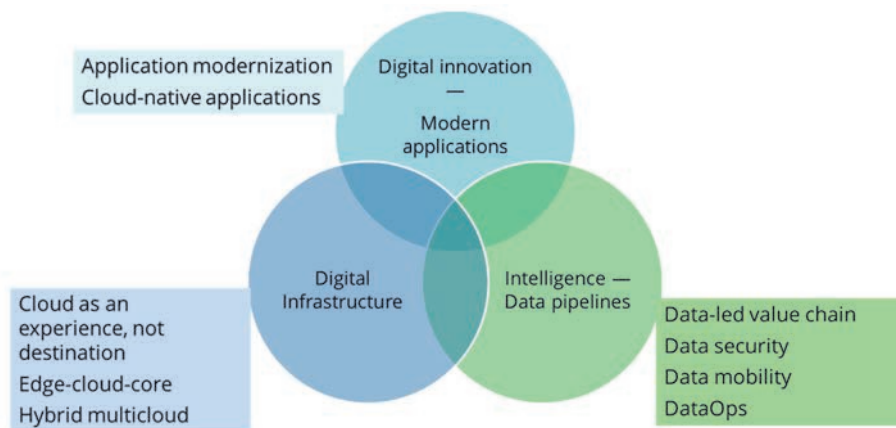 Application modernization
Cloud-native applications
Digital innovation
—
Modern
applications
Digital
Infrastructure
Intelligence —
Data pipelines
Cloud as an
experience, not
destination
Edge-cloud-core
Hybrid multicloud
Data-led value chain
Data security
Data mobility
DataOps